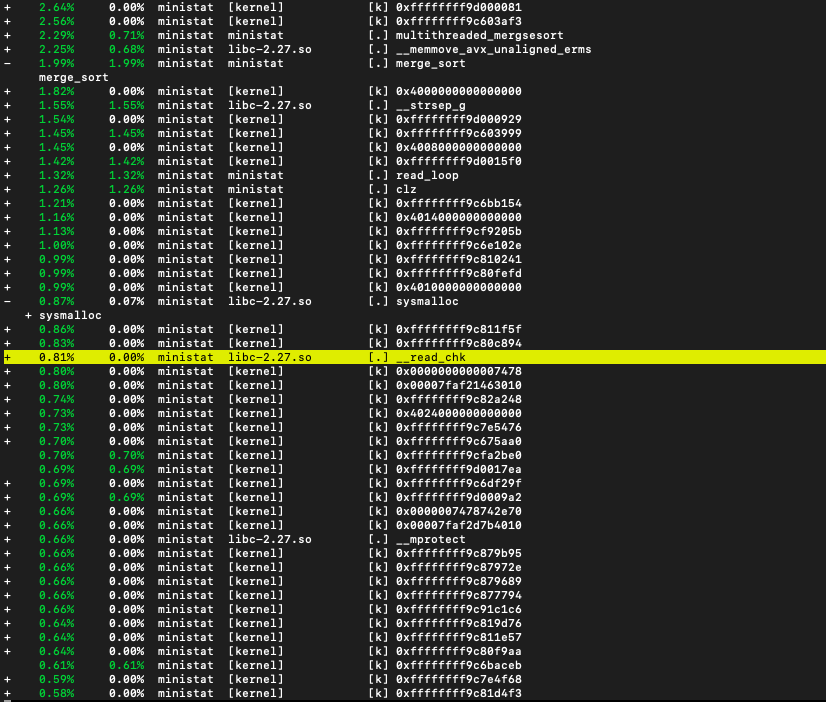 + 2.64% 0.00% ministat [kernel] [k] 0xffffffff9d000081
+ 2.56% 0.00% ministat [kernel] [k] 0xffffffff9c603af3
+ 2.29% 0.71% ministat ministat [.] multithreaded_mergsesort
+ 2.25% 0.68% ministat libc-2.27.so [.] __memmove_avx_unaligned_erms
− 1.99% 1.99% ministat ministat [.] merge_sort
merge_sort
+ 1.82% 0.00% ministat [kernel] [k] 0x4000000000000000
+ 1.55% 1.55% ministat libc-2.27.so [.] __strsep_g
+ 1.54% 0.00% ministat [kernel] [k] 0xffffffff9d000929
+ 1.45% 1.45% ministat [kernel] [k] 0xffffffff9c603999
+ 1.45% 0.00% ministat [kernel] [k] 0x4008000000000000
+ 1.42% 1.42% ministat [kernel] [k] 0xffffffff9d0015f0
+ 1.32% 1.32% ministat ministat [.] read_loop
+ 1.26% 1.26% ministat ministat [.] clz
+ 1.21% 0.00% ministat [kernel] [k] 0xffffffff9c6bb154
+ 1.16% 0.00% ministat [kernel] [k] 0x4014000000000000
+ 1.13% 0.00% ministat [kernel] [k] 0xffffffff9cf9205b
+ 1.00% 0.00% ministat [kernel] [k] 0xffffffff9c6e102e
+ 0.99% 0.00% ministat [kernel] [k] 0xffffffff9c810241
+ 0.99% 0.00% ministat [kernel] [k] 0xffffffff9c80fefd
+ 0.99% 0.00% ministat [kernel] [k] 0x4010000000000000
− 0.87% 0.07% ministat libc-2.27.so [.] sysmalloc
+ sysmalloc
+ 0.86% 0.00% ministat [kernel] [k] 0xffffffff9c811f5f
+ 0.83% 0.00% ministat [kernel] [k] 0xffffffff9c80c894
+ 0.81% 0.00% ministat libc-2.27.so [.] __read_chk
+ 0.80% 0.00% ministat [kernel] [k] 0x0000000000007478
+ 0.80% 0.00% ministat [kernel] [k] 0x00007faf21463010
+ 0.74% 0.00% ministat [kernel] [k] 0xffffffff9c82a248
+ 0.73% 0.00% ministat [kernel] [k] 0x4024000000000000
+ 0.73% 0.00% ministat [kernel] [k] 0xffffffff9c7e5476
+ 0.70% 0.00% ministat [kernel] [k] 0xffffffff9c675aa0
0.70% 0.70% ministat [kernel] [k] 0xffffffff9cfa2be0
0.69% 0.69% ministat [kernel] [k] 0xffffffff9d0017ea
+ 0.69% 0.00% ministat [kernel] [k] 0xffffffff9c6df29f
+ 0.69% 0.69% ministat [kernel] [k] 0xffffffff9d0009a2
+ 0.66% 0.00% ministat [kernel] [k] 0x0000007478742e70
+ 0.66% 0.00% ministat [kernel] [k] 0x00007faf2d7b4010
+ 0.66% 0.00% ministat libc-2.27.so [.] __mprotect
+ 0.66% 0.00% ministat [kernel] [k] 0xffffffff9c879b95
+ 0.66% 0.00% ministat [kernel] [k] 0xffffffff9c87972e
+ 0.66% 0.00% ministat [kernel] [k] 0xffffffff9c879689
+ 0.66% 0.00% ministat [kernel] [k] 0xffffffff9c877794
+ 0.66% 0.00% ministat [kernel] [k] 0xffffffff9c91c1c6
+ 0.64% 0.00% ministat [kernel] [k] 0xffffffff9c819d76
+ 0.64% 0.00% ministat [kernel] [k] 0xffffffff9c811e57
+ 0.64% 0.00% ministat [kernel] [k] 0xffffffff9c80f9aa
0.61% 0.61% ministat [kernel] [k] 0xffffffff9c6baceb
+ 0.59% 0.00% ministat [kernel] [k] 0xffffffff9c7e4f68
+ 0.58% 0.00% ministat [kernel] [k] 0xffffffff9c81d4f3